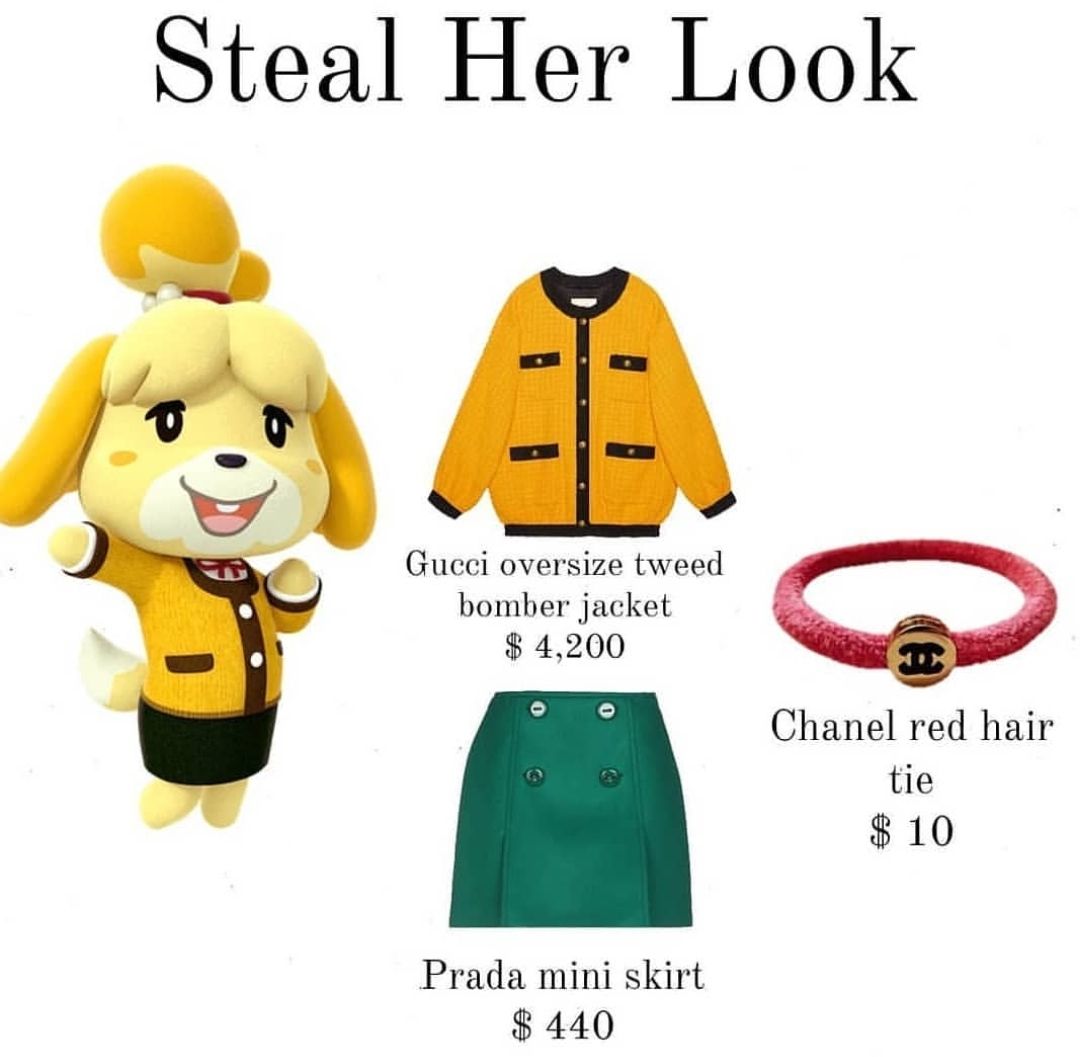 Steal Her Look
Gucci oversize tweed
bomber jacket
$ 4,200
Chanel red hair
tie
$ 10
Prada mini skirt
$ 440